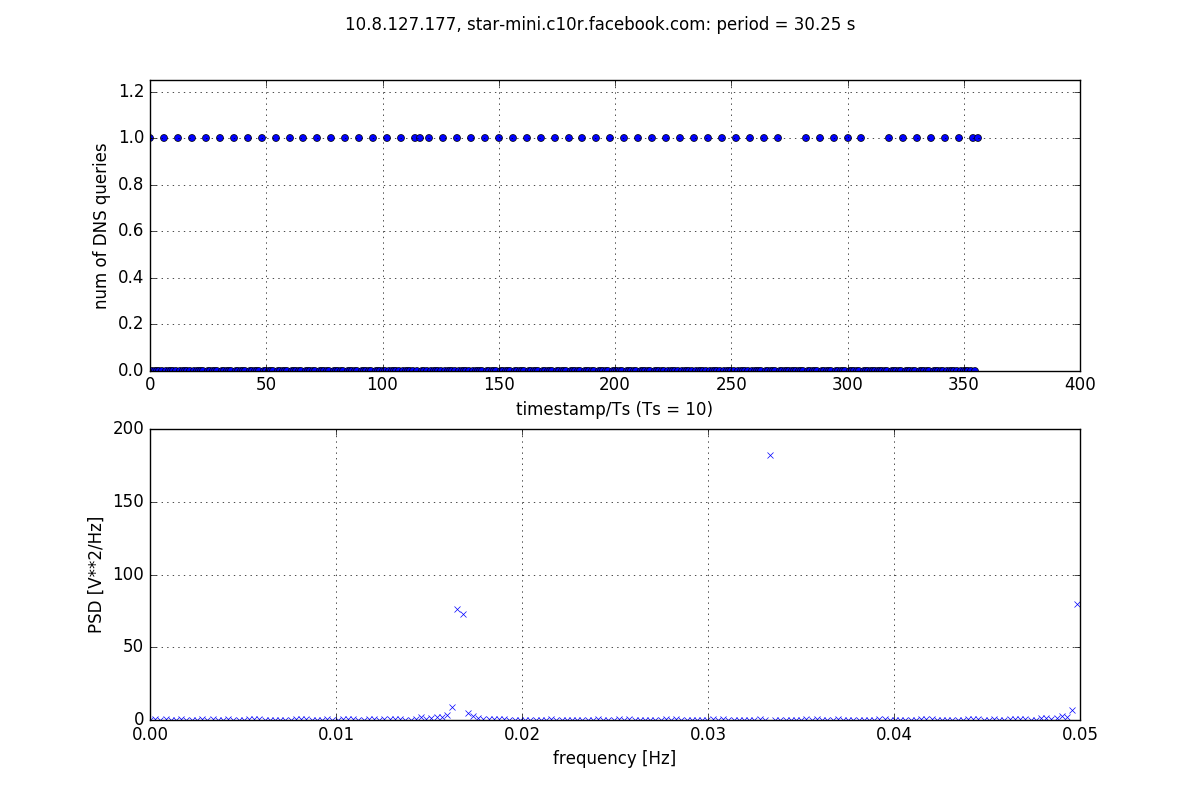 10.8.127.177, star-mini.c10r.facebook.com: period = 30.25 s
1.2
1.0
0.8
0.6
0.4
0.2
0.0
num of DNS queries
0 50 100 150 200 250 300 350 400
timestamp/Ts (Ts = 10)
200
150
100
50
0
PSD [V**2/Hz]
0.00 0.01 0.02 0.03 0.04 0.05
frequency [Hz]